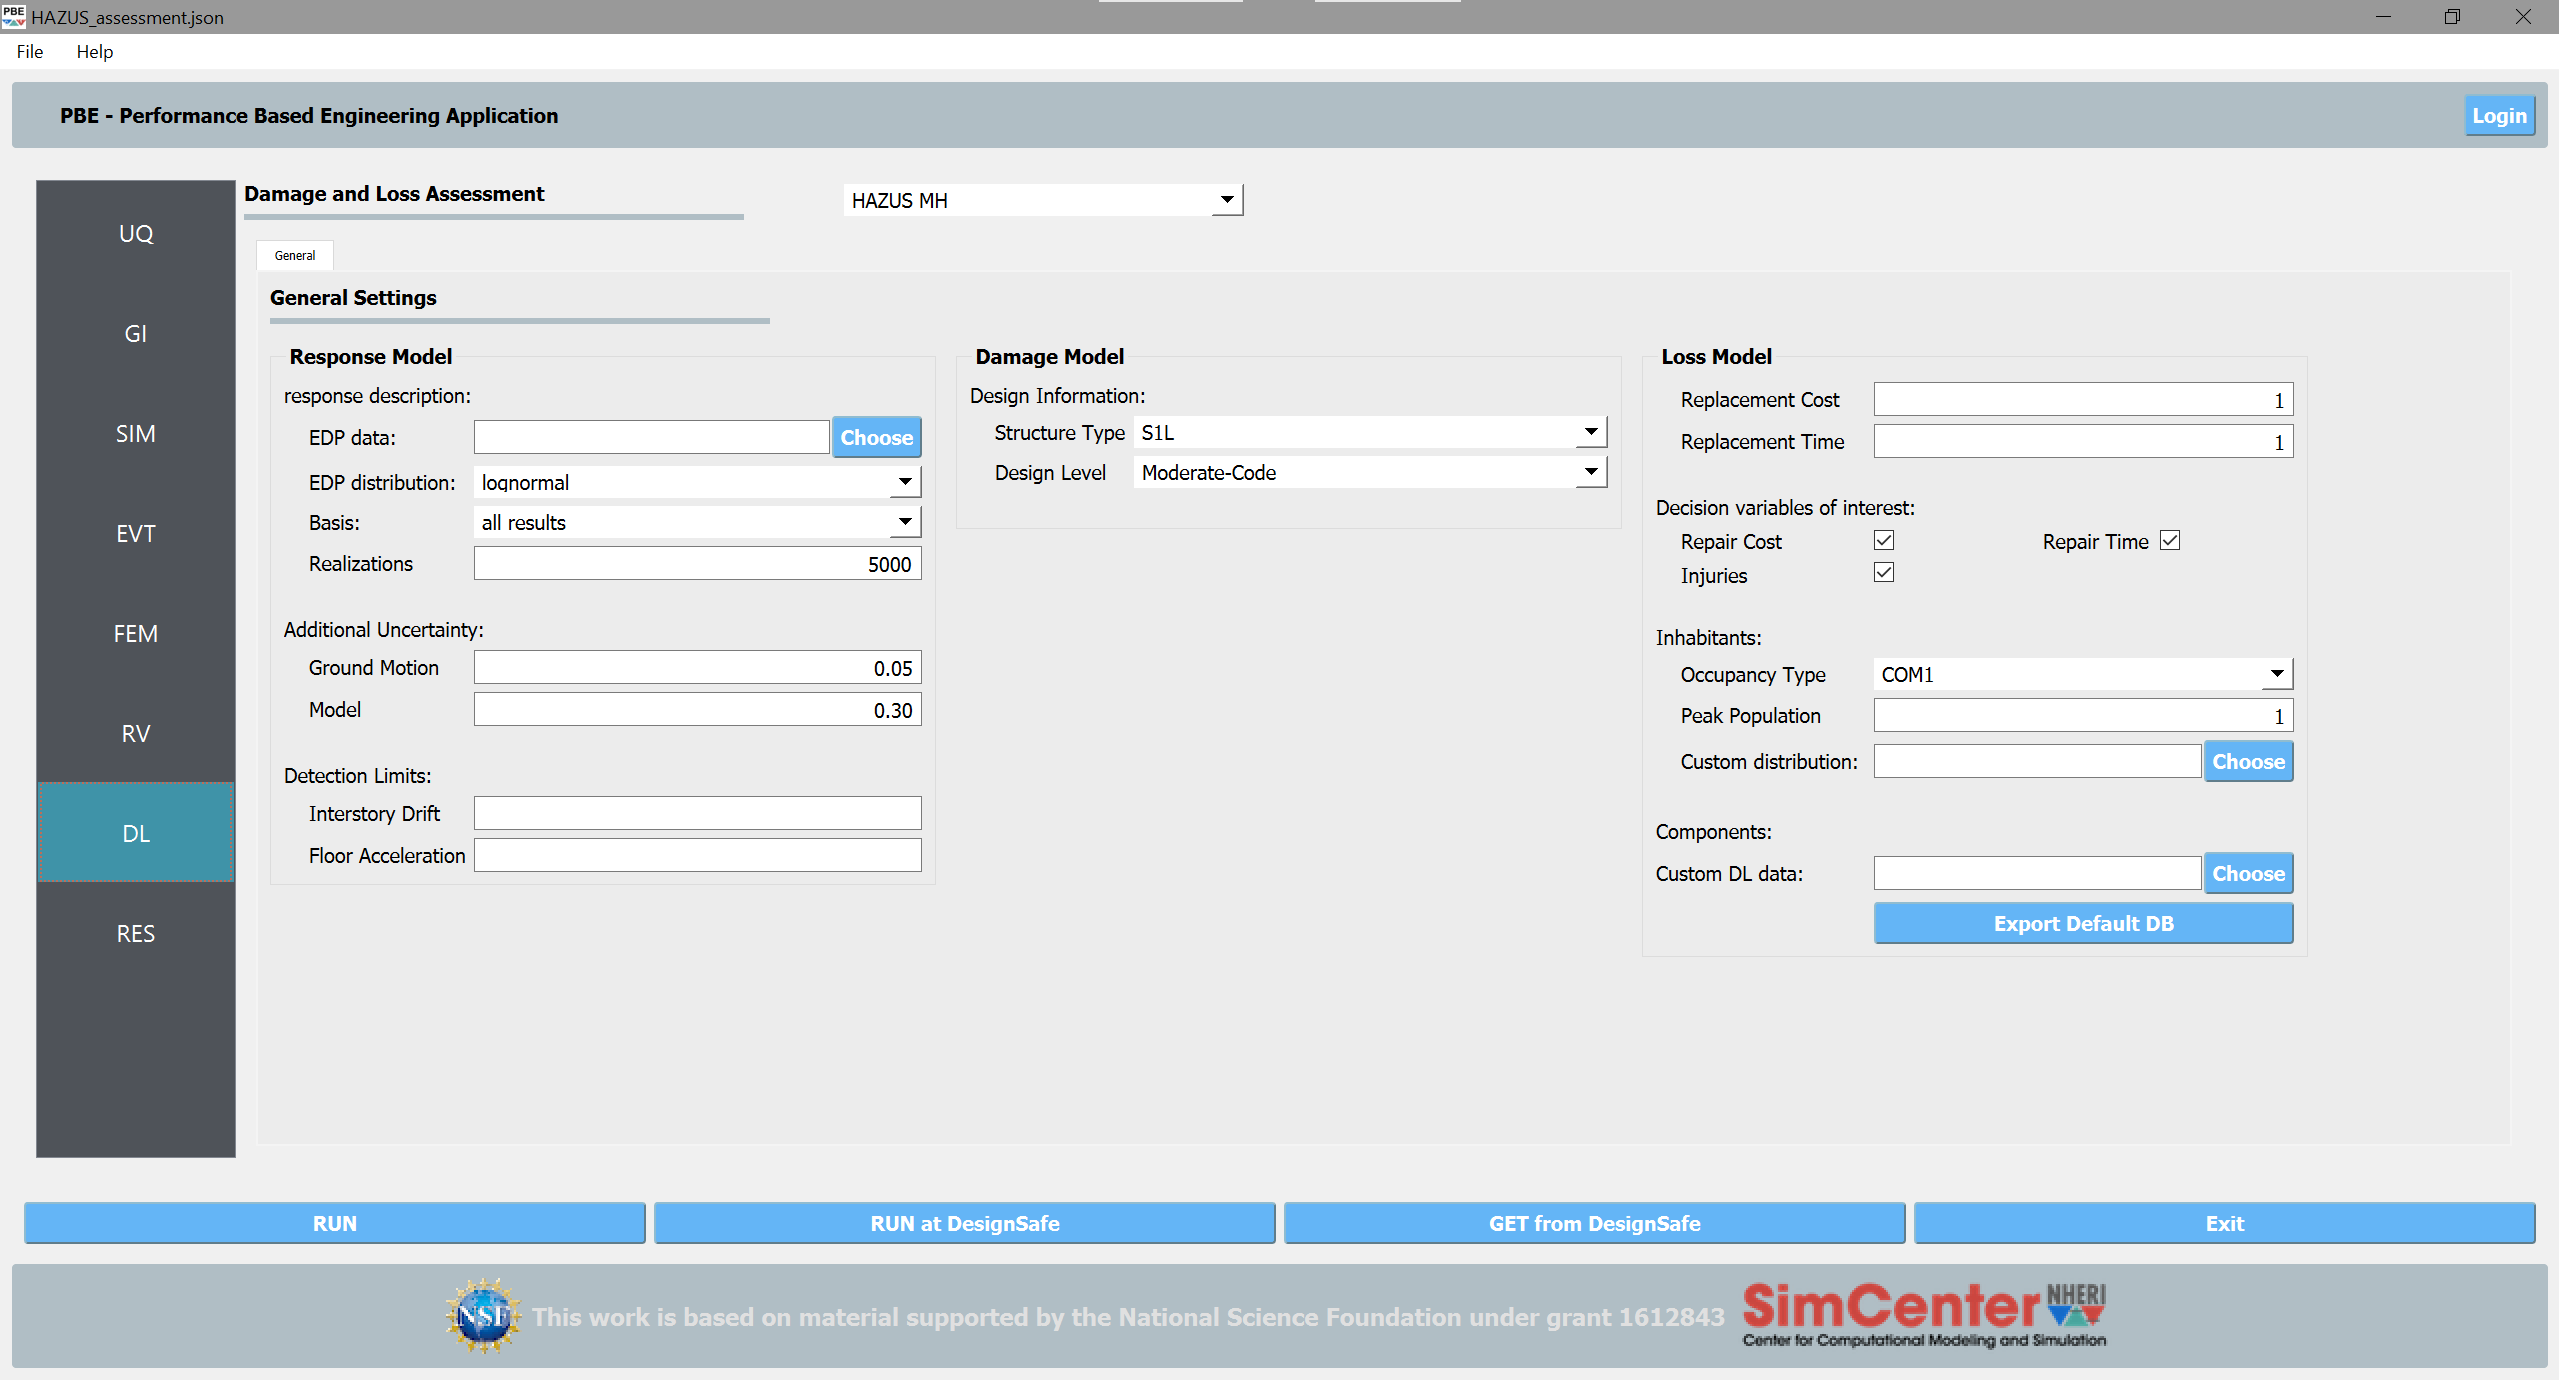 PBE HAZUS_assessment.json
File Help
PBE - Performance Based Engineering Application
Login
UQ
GI
SIM
EVT
FEM
RV
DL
RES
Damage and Loss Assessment
HAZUS MH
General
General Settings
Response Model
response description:
EDP data:
Choose
EDP distribution: lognormal
Basis: all results
Realizations 5000
Additional Uncertainty:
Ground Motion 0.05
Model 0.30
Detection Limits:
Interstory Drift
Floor Acceleration
Damage Model
Design Information:
Structure Type S1L
Design Level Moderate-Code
Loss Model
Replacement Cost 1
Replacement Time 1
Decision variables of interest:
Repair Cost Repair Time
Injuries
Inhabitants:
Occupancy Type COM1
Peak Population 1
Custom distribution: Choose
Components:
Custom DL data: Choose
Export Default DB
RUN
RUN at DesignSafe
GET from DesignSafe
Exit
NSF This work is based on material supported by the National Science Foundation under grant 1612843
SimCenter NHERI
Center for Computational Modeling and Simulation